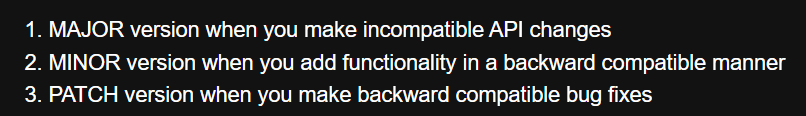 1. MAJOR version when you make incompatible API changes
2. MINOR version when you add functionality in a backward compatible manner
3. PATCH version when you make backward compatible bug fixes